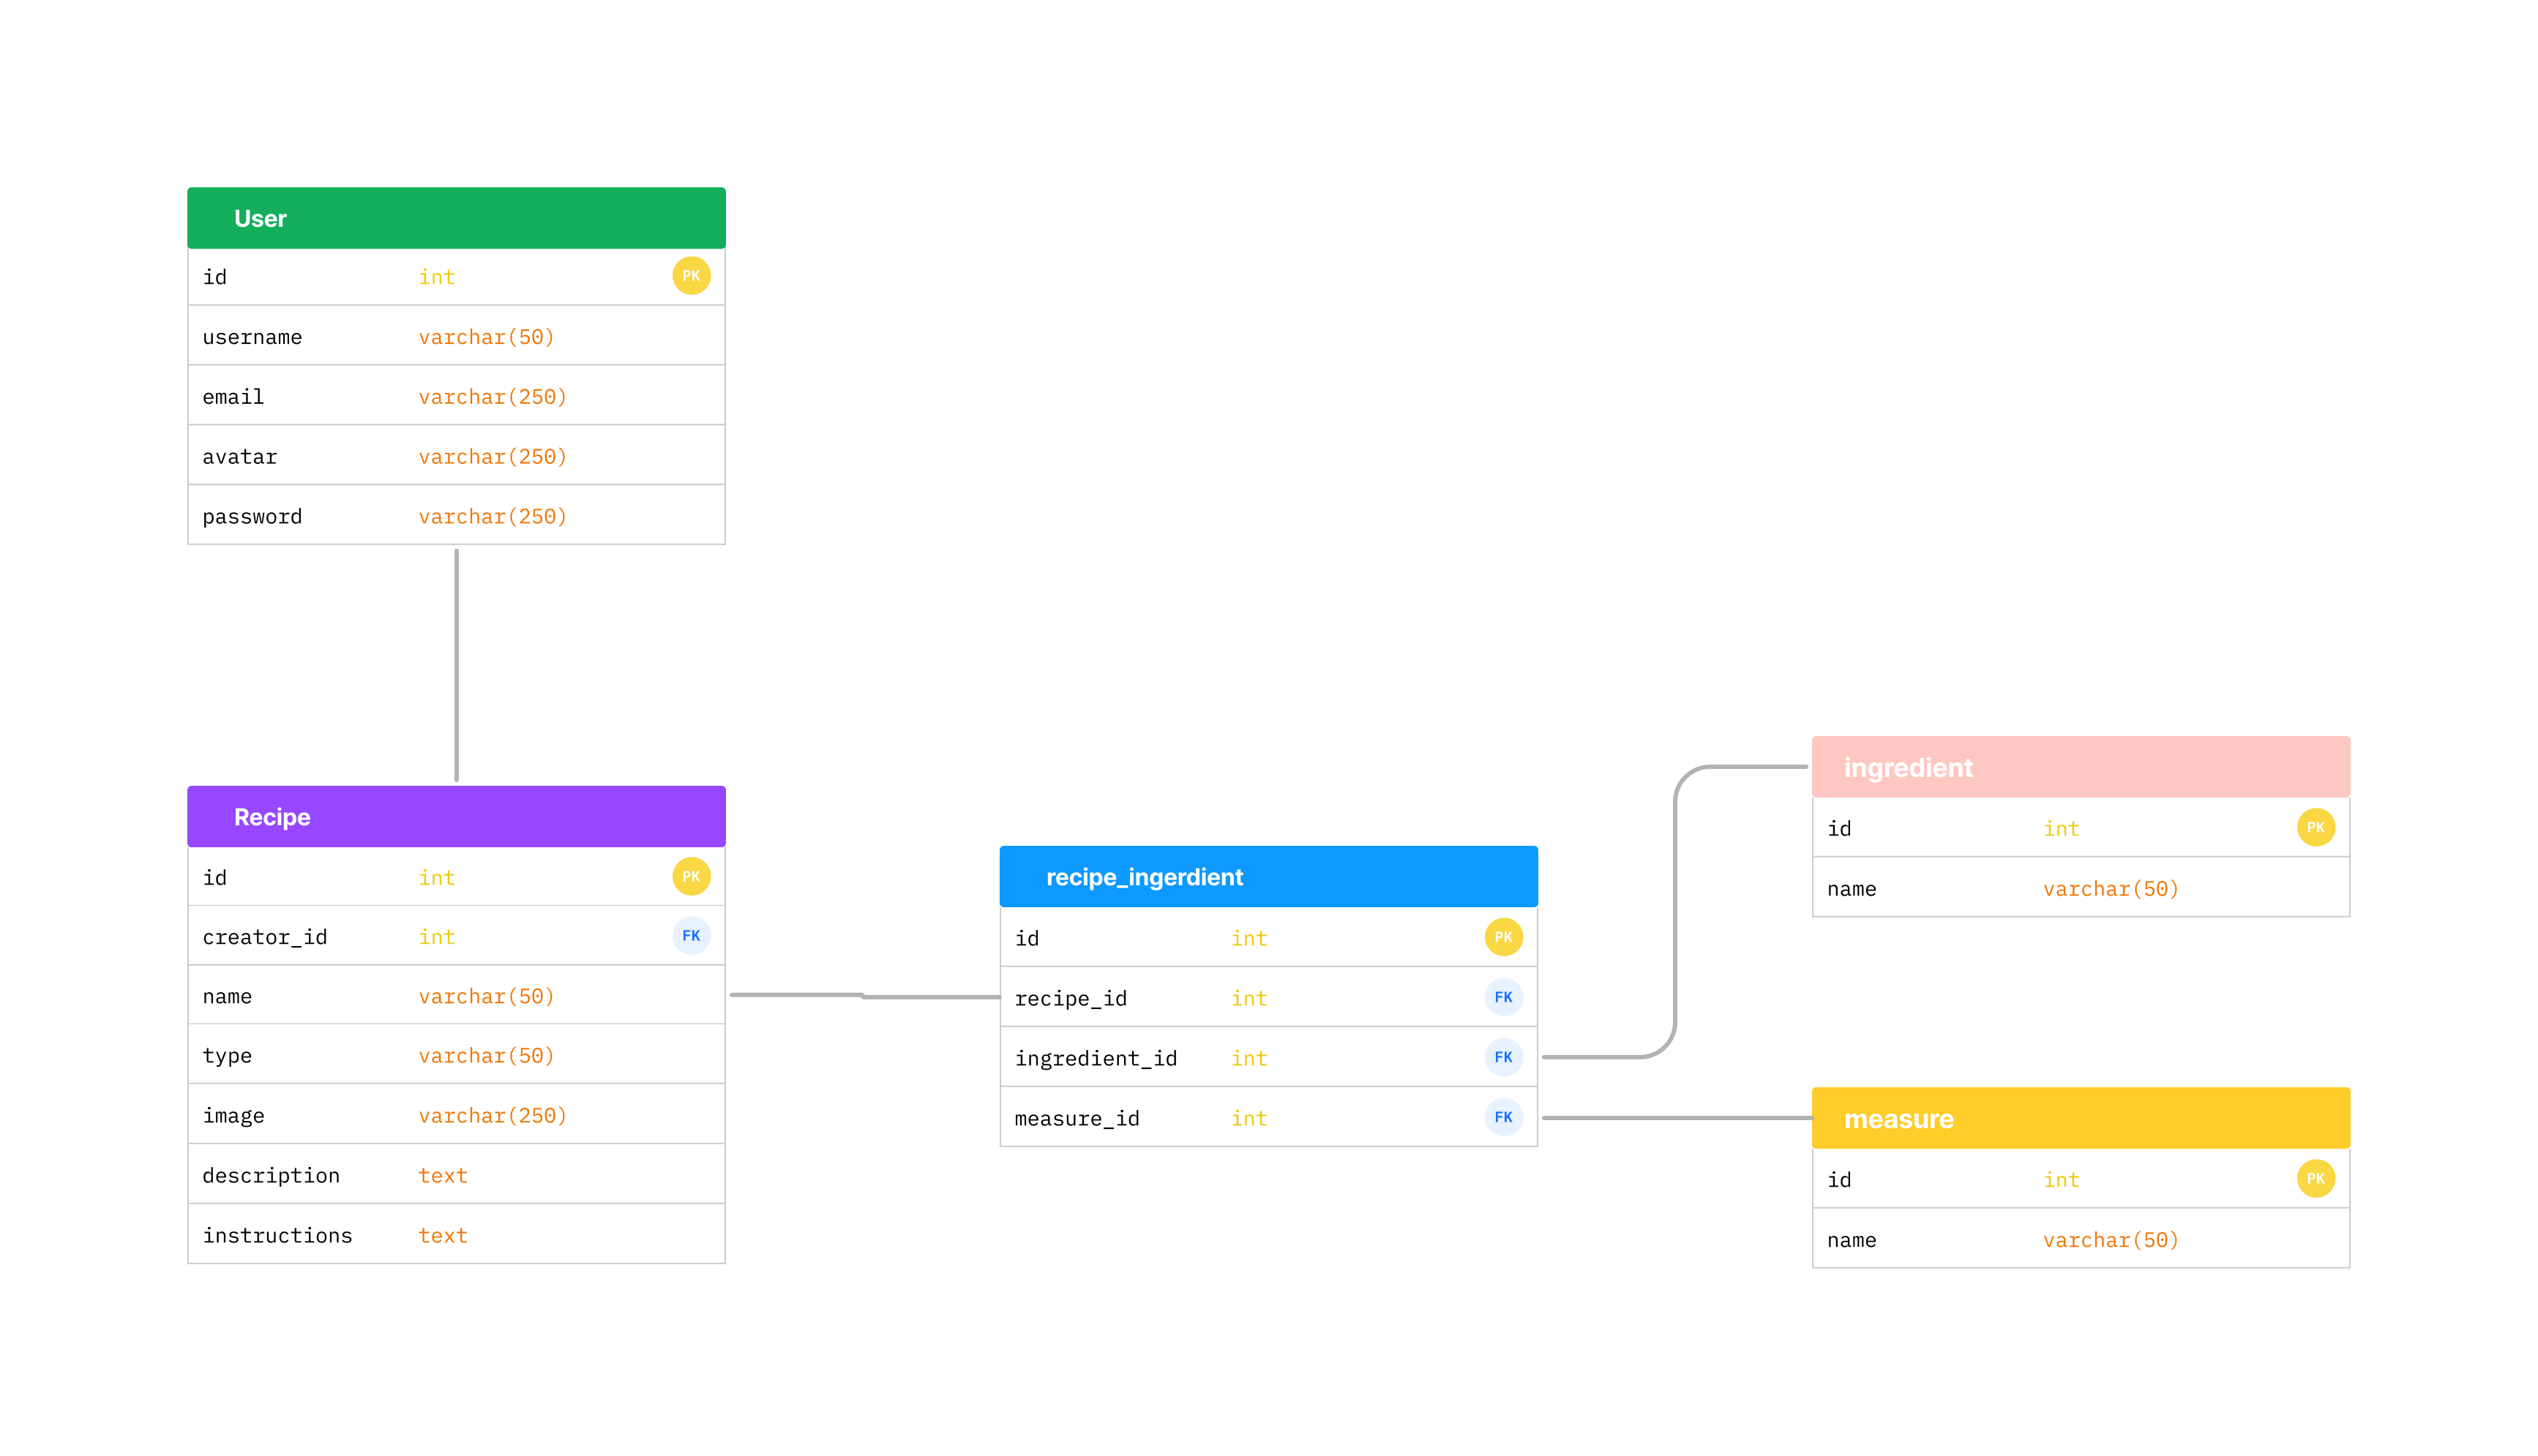 User
id int PK
username varchar(50)
email varchar(250)
avatar varchar(250)
password varchar(250)
Recipe
id int PK
creator_id int FK
name varchar(50)
type varchar(50)
image varchar(250)
description text
instructions text
recipe_ingerdient
id int PK
recipe_id int FK
ingredient_id int FK
measure_id int FK
ingredient
id int PK
name varchar(50)
measure
id int PK
name varchar(50)